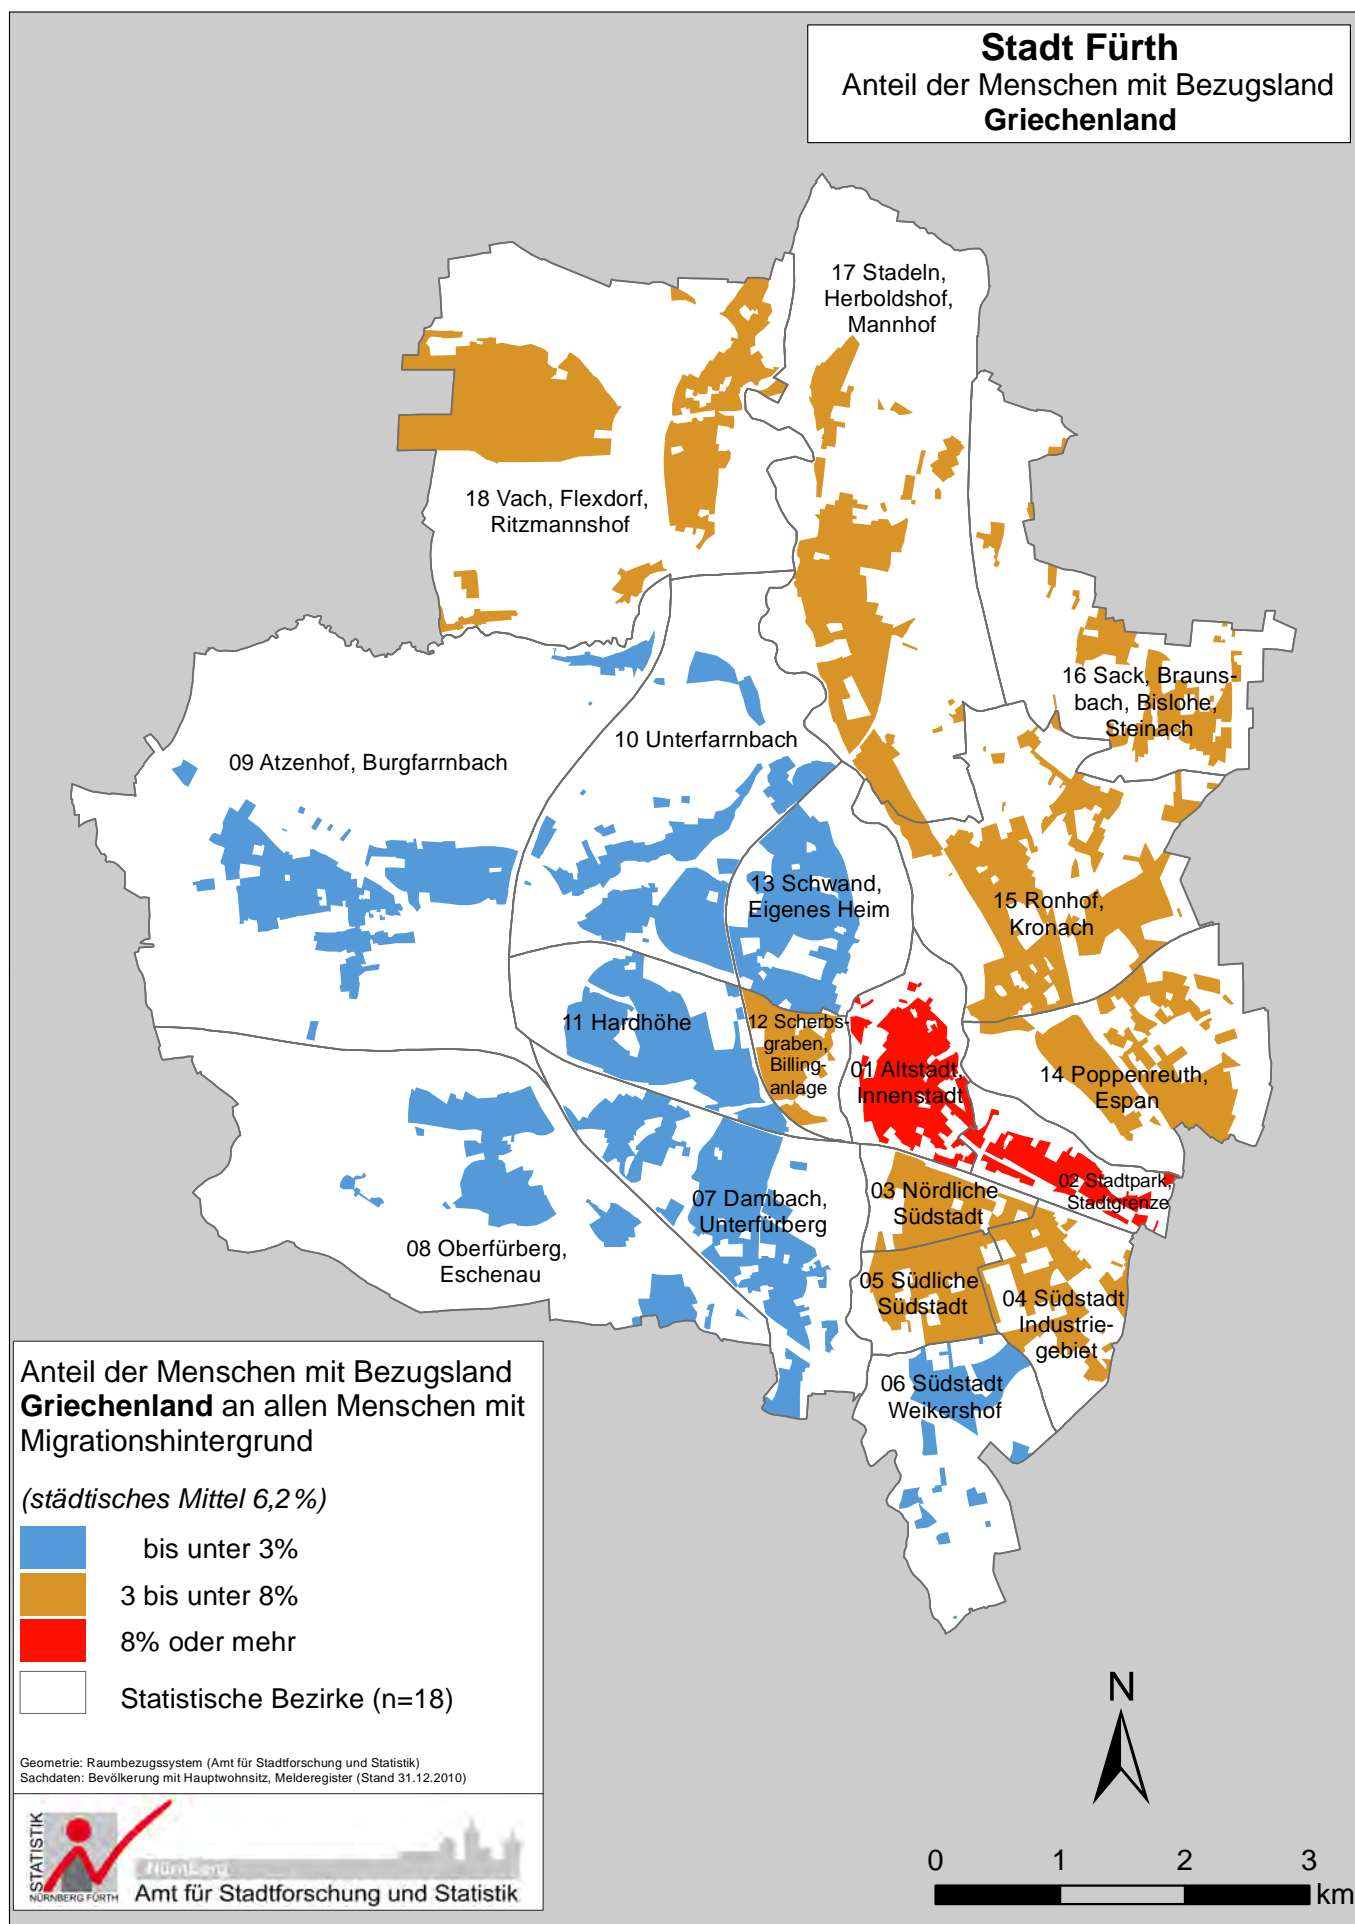 Stadt Fürth
Anteil der Menschen mit Bezugsland
Griechenland
17 Stadeln,
Herboldshof,
Mannhof
18 Vach, Flexdorf,
Ritzmannshof
16 Sack, Brauns-
bach, Bislohe,
Steinach
10 Unterfarrnbach
09 Atzenhof, Burgfarrnbach
13 Schwand,
Eigenes Heim
15 Ronhof,
Kronach
11 Hardhöhe
12 Scherbs-
graben,
Billing-
anlage
01 Altstadt,
Innenstadt
14 Poppenreuth,
Espan
02 Stadtpark,
Stadtgrenze
03 Nördliche
Südstadt
07 Dambach,
Unterfürberg
08 Oberfürberg,
Eschenau
05 Südliche
Südstadt
04 Südstadt
Industrie-
gebiet
06 Südstadt
Weikershof
Anteil der Menschen mit Bezugsland
Griechenland an allen Menschen mit
Migrationshintergrund
(städtisches Mittel 6,2%)
bis unter 3%
3 bis unter 8%
8% oder mehr
Statistische Bezirke (n=18)
Geometrie: Raumbezugssystem (Amt für Stadtforschung und Statistik)
Sachdaten: Bevölkerung mit Hauptwohnsitz, Melderegister (Stand 31.12.2010)
STATISTIK
NÜRNBERG FÜRTH
Nürnberg
Amt für Stadtforschung und Statistik
N
0 1 2 3
km